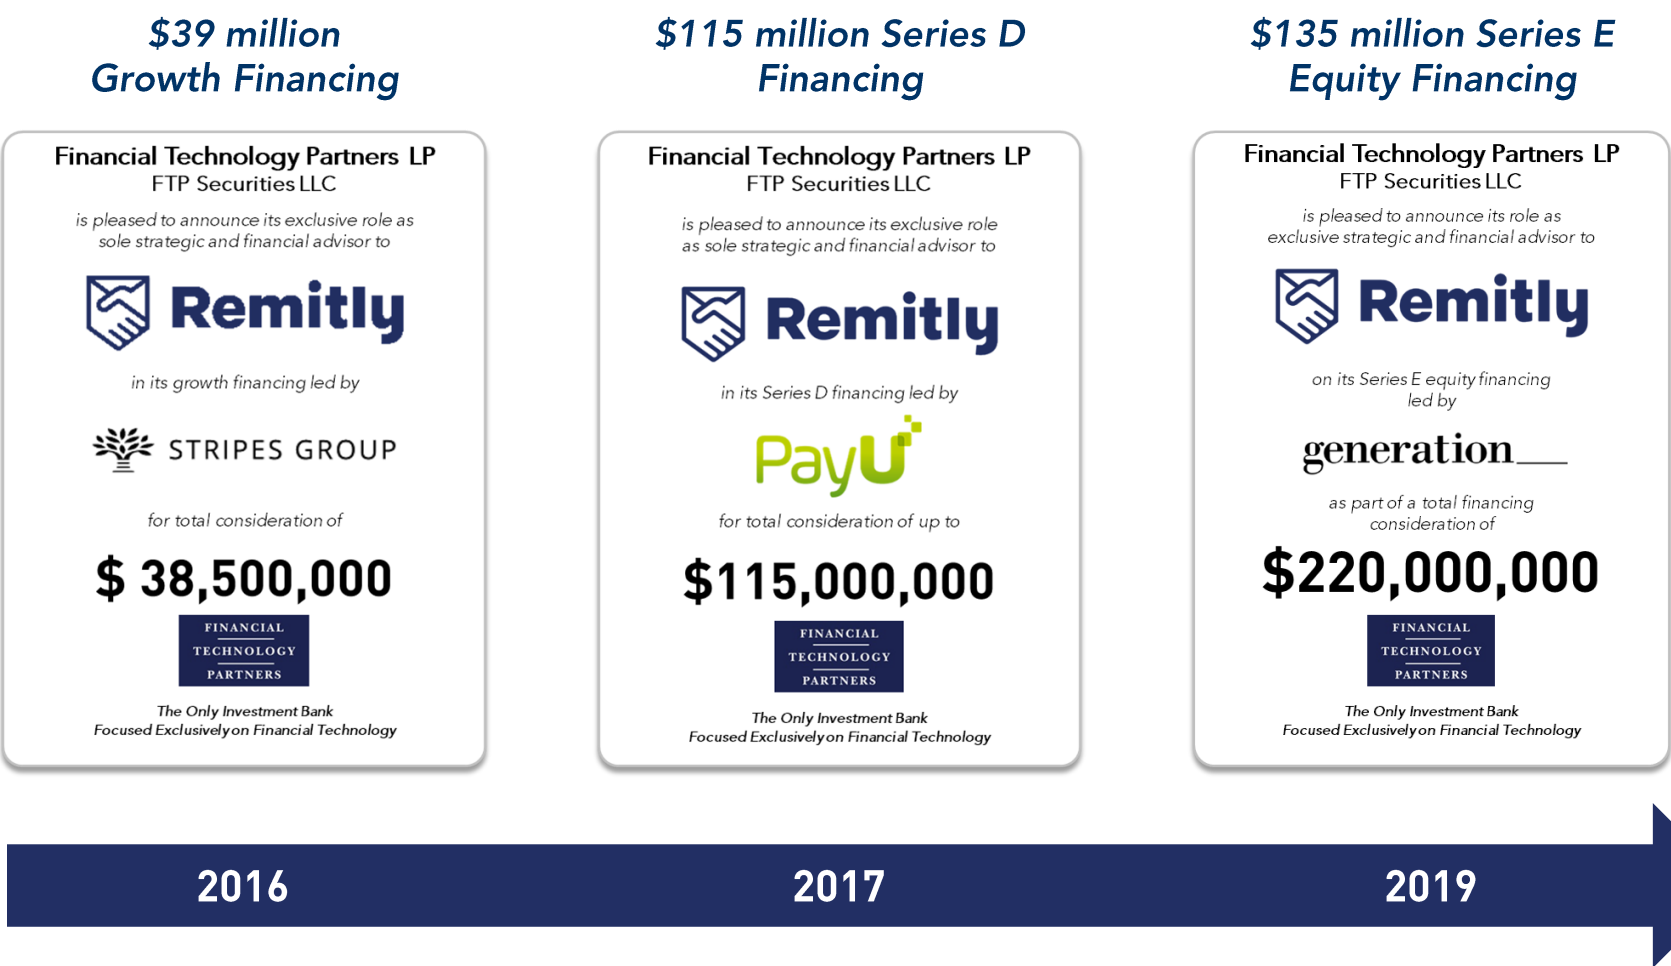 $39 million
Growth Financing
Financial Technology Partners LP
FTP Securities LLC
is pleased to announce its exclusive role as
sole strategic and financial advisor to
Remitly
in its growth financing led by
STRIPES GROUP
for total consideration of
$ 38,500,000
FINANCIAL
TECHNOLOGY
PARTNERS
The Only Investment Bank
Focused Exclusively on Financial Technology
$115 million Series D
Financing
Financial Technology Partners LP
FTP Securities LLC
is pleased to announce its exclusive role
as sole strategic and financial advisor to
Remitly
in its Series D financing led by
PayU
for total consideration of up to
$115,000,000
FINANCIAL
TECHNOLOGY
PARTNERS
The Only Investment Bank
Focused Exclusively on Financial Technology
$135 million Series E
Equity Financing
Financial Technology Partners LP
FTP Securities LLC
is pleased to announce its role as
exclusive strategic and financial advisor to
Remitly
on its Series E equity financing
led by
generation__
as part of a total financing
consideration of
$220,000,000
FINANCIAL
TECHNOLOGY
PARTNERS
The Only Investment Bank
Focused Exclusively on Financial Technology
2016
2017
2019